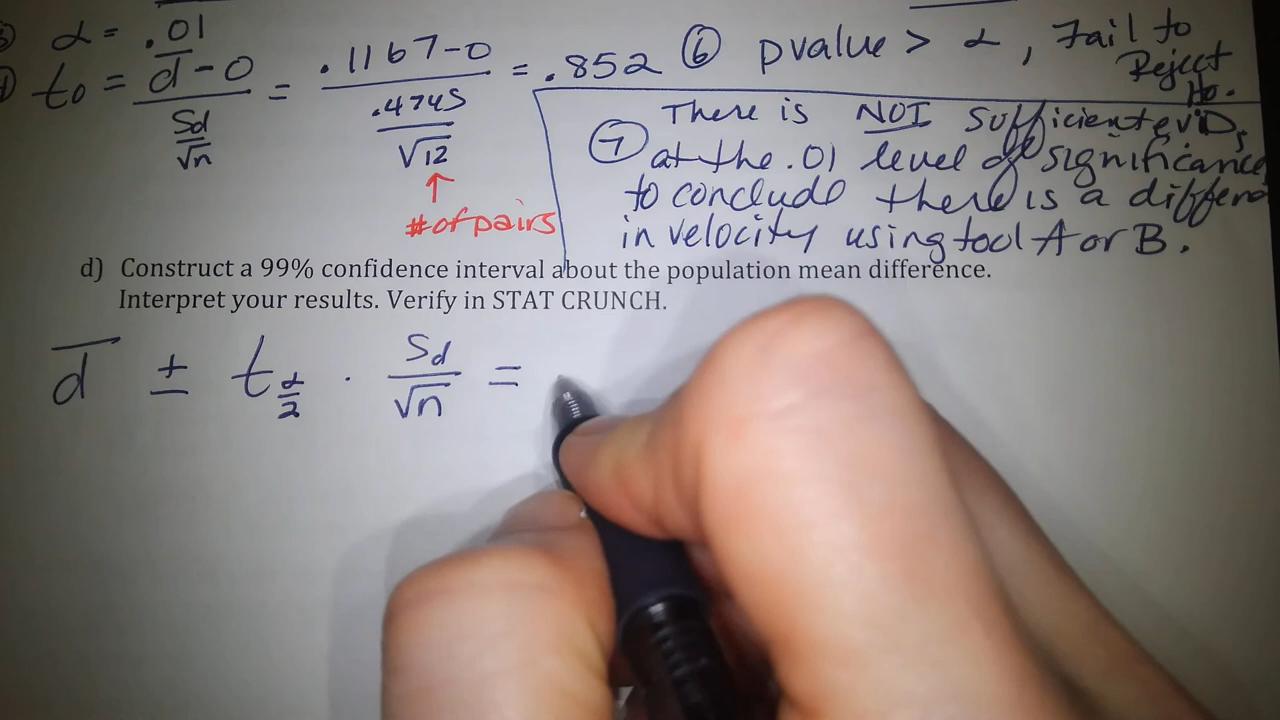 α = .01
t₀ = d̄ - 0 / (Sd / √n) = .1167 - 0 / (.4745 / √12) = .852
↑
# of pairs
⑥ pvalue > α, Fail to
Reject
Ho.
⑦ There is NOT sufficient evid,
at the .01 level of significance
to conclude there is a differen
in velocity using tool A or B.
d) Construct a 99% confidence interval about the population mean difference.
Interpret your results. Verify in STAT CRUNCH.
d̄ ± t α/2 · Sd / √n =